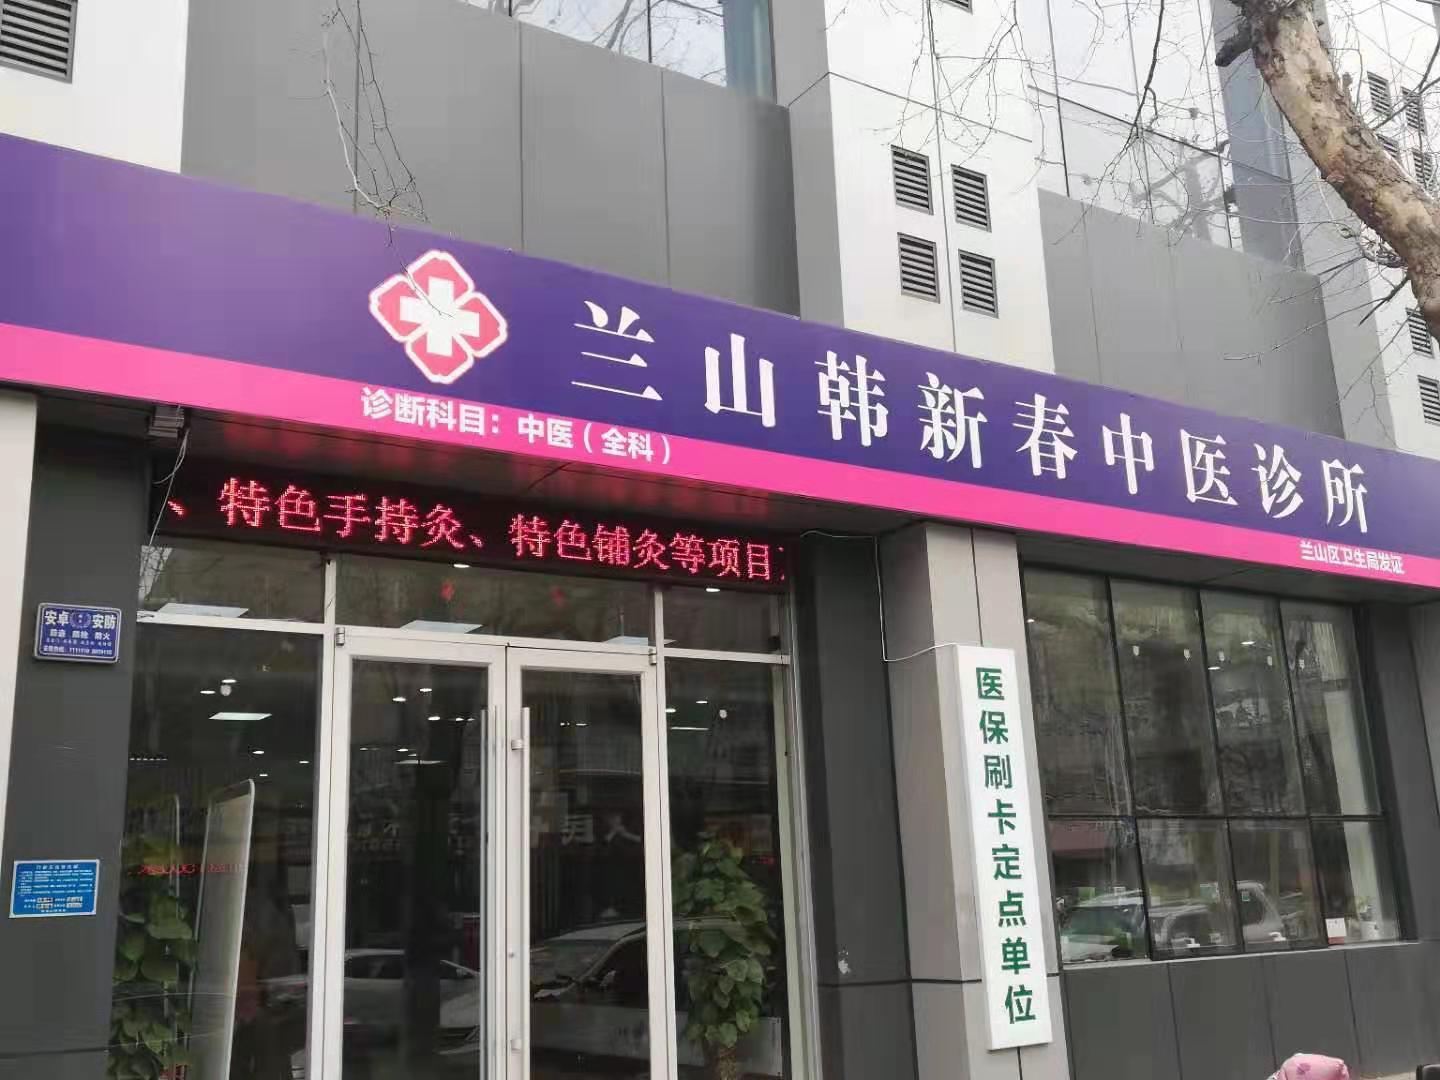 兰山韩新春中医诊所
诊断科目：中医（全科）
兰山区卫生局发证
、特色手持灸、特色铺灸等项目
安卓 安防
医保刷卡定点单位